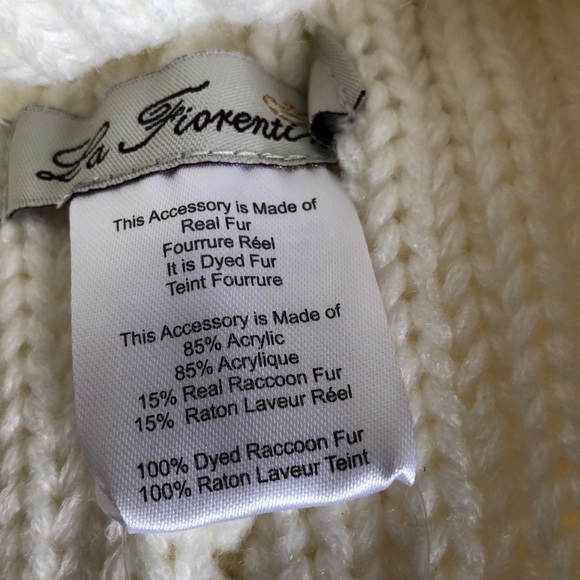 La Fiorenti
This Accessory is Made of
Real Fur
Fourrure Réel
It is Dyed Fur
Teint Fourrure
This Accessory is Made of
85% Acrylic
85% Acrylique
15% Real Raccoon Fur
15% Raton Laveur Réel
100% Dyed Raccoon Fur
100% Raton Laveur Teint